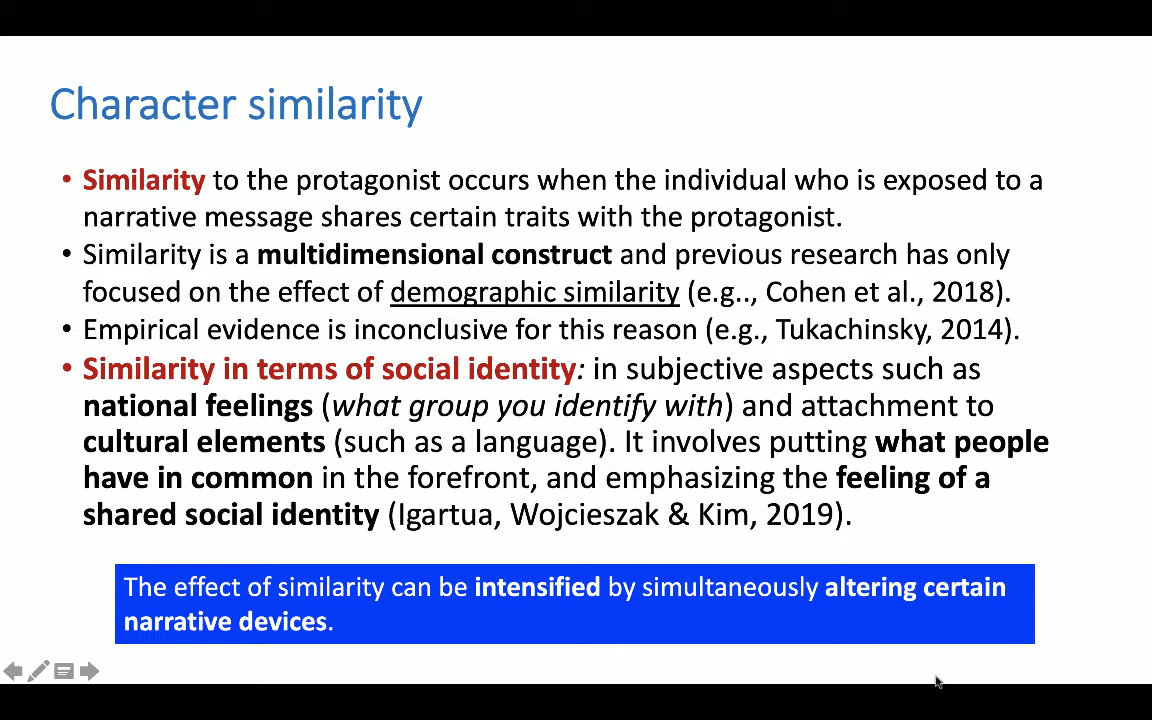 Character similarity
• Similarity to the protagonist occurs when the individual who is exposed to a
narrative message shares certain traits with the protagonist.
• Similarity is a multidimensional construct and previous research has only
focused on the effect of demographic similarity (e.g.., Cohen et al., 2018).
• Empirical evidence is inconclusive for this reason (e.g., Tukachinsky, 2014).
• Similarity in terms of social identity: in subjective aspects such as
national feelings (what group you identify with) and attachment to
cultural elements (such as a language). It involves putting what people
have in common in the forefront, and emphasizing the feeling of a
shared social identity (Igartua, Wojcieszak & Kim, 2019).
The effect of similarity can be intensified by simultaneously altering certain
narrative devices.